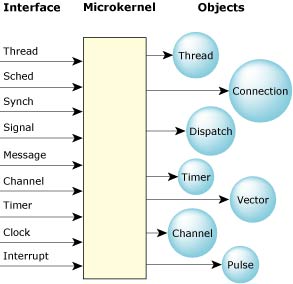 Interface Microkernel Objects
Thread
Sched
Synch
Signal
Message
Channel
Timer
Clock
Interrupt
Thread
Connection
Dispatch
Timer
Vector
Channel
Pulse